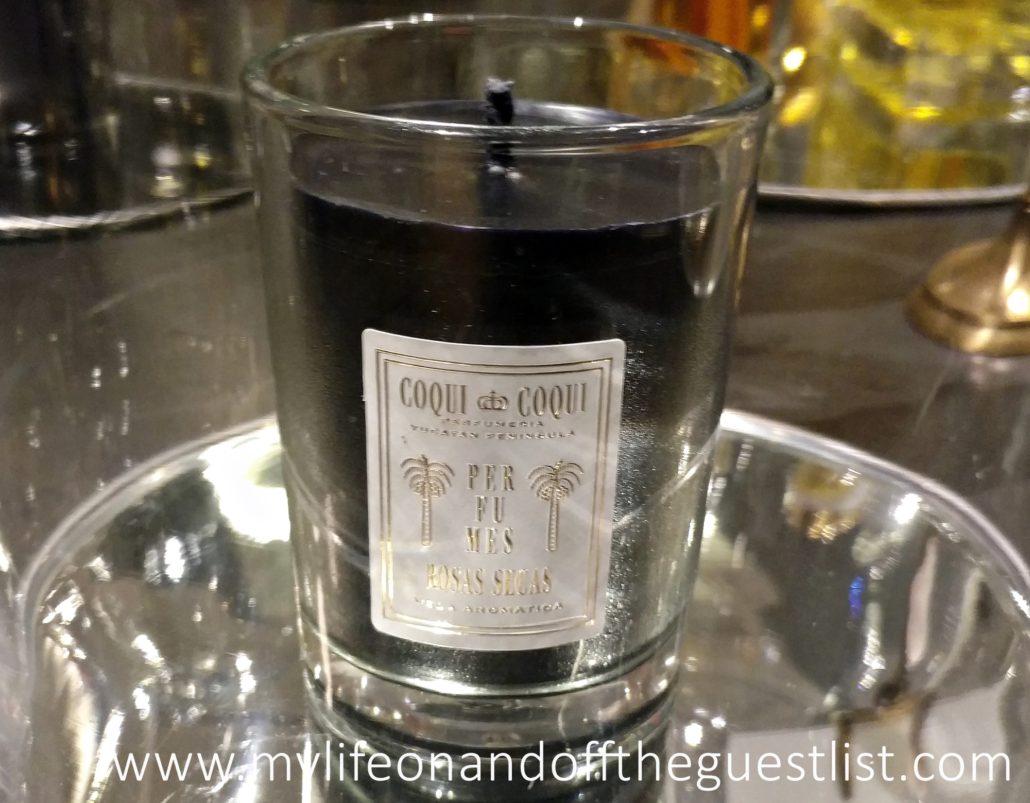 COQUI COQUI
PERFUMERIA
YUCATAN PENINSULA
PER
FU
MES
ROSAS SECAS
VELA AROMATICA
www.mylifeonandofftheguestlist.com